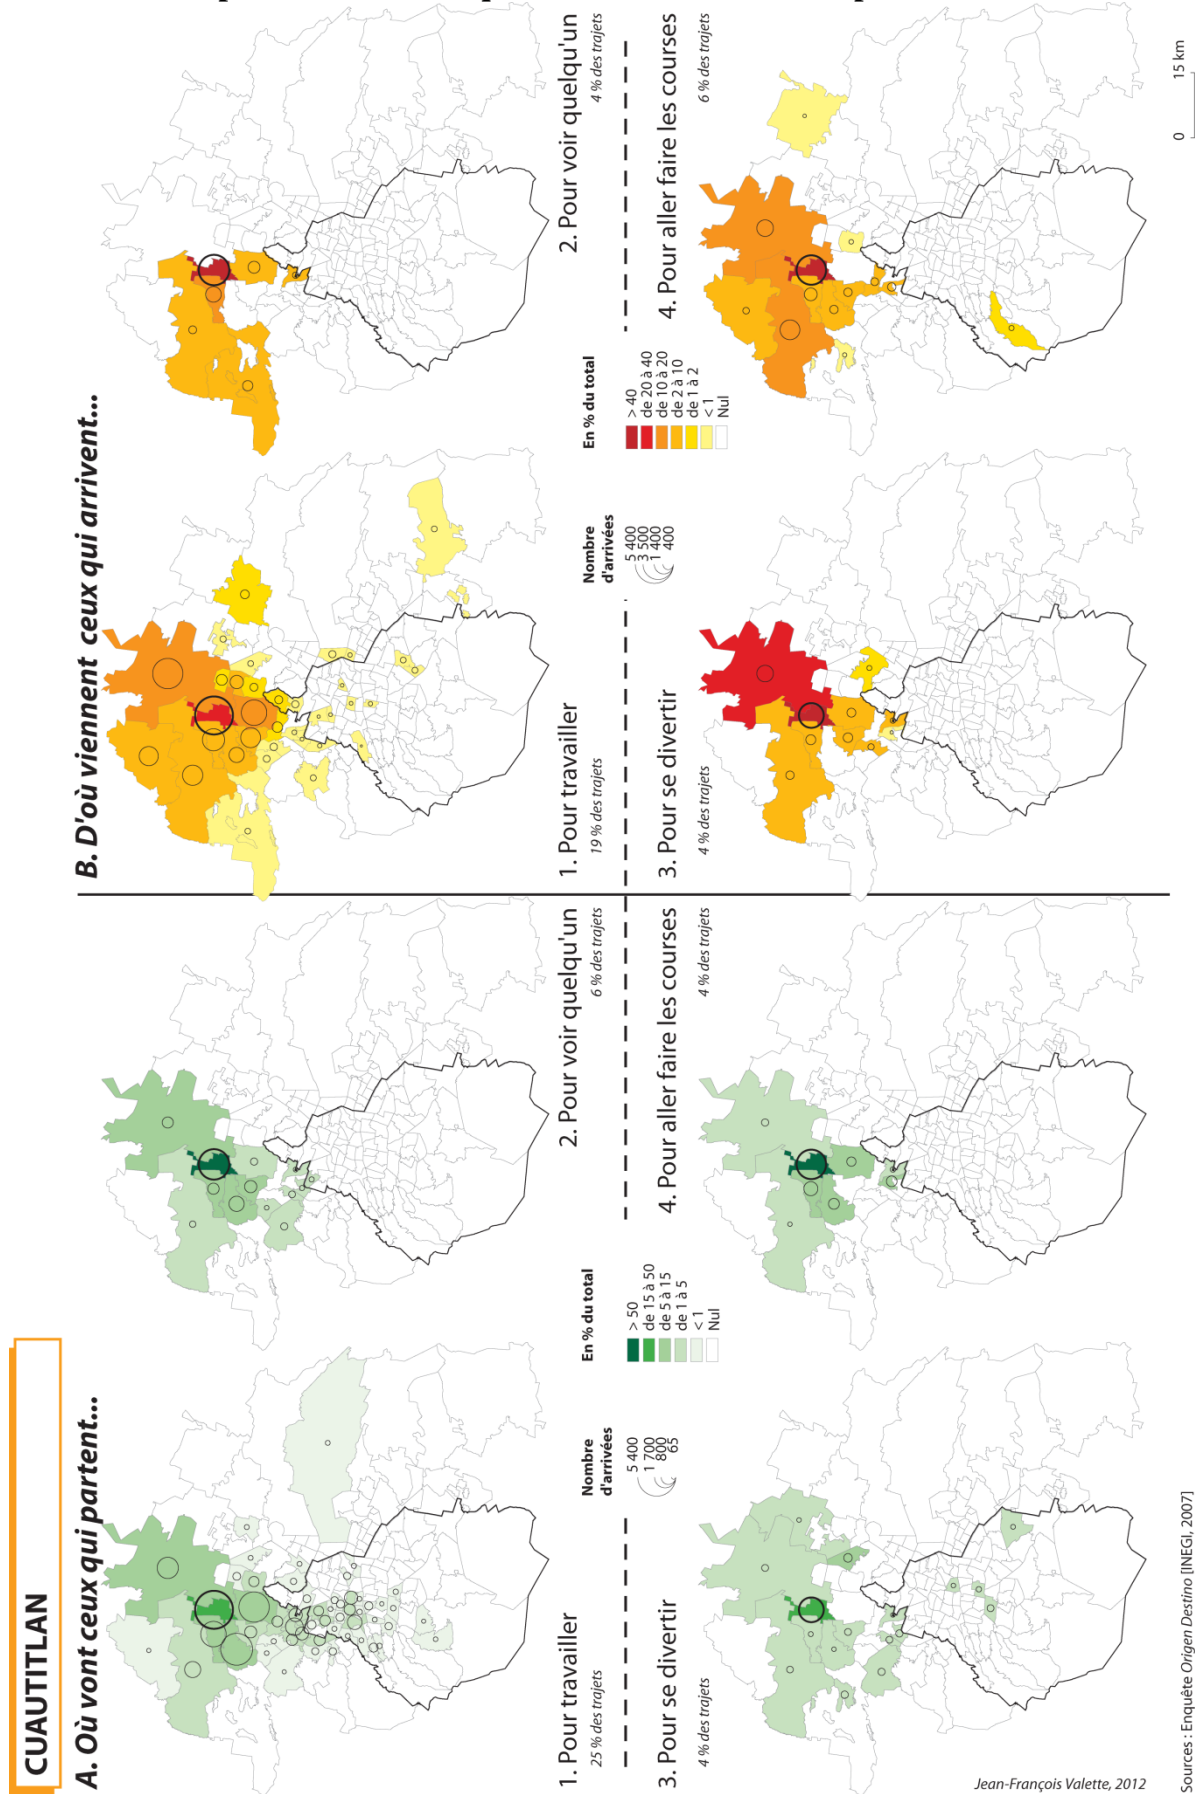 CUAUTITLAN
A. Où vont ceux qui partent...
1. Pour travailler
25 % des trajets
2. Pour voir quelqu'un
6 % des trajets
Nombre
d'arrivées
5 400
1 700
800
65
En % du total
> 50
de 15 à 50
de 5 à 15
de 1 à 5
< 1
Nul
3. Pour se divertir
4 % des trajets
4. Pour aller faire les courses
4 % des trajets
B. D'où viennent ceux qui arrivent...
1. Pour travailler
19 % des trajets
2. Pour voir quelqu'un
4 % des trajets
Nombre
d'arrivées
5 400
3 500
1 400
400
En % du total
> 40
de 20 à 40
de 10 à 20
de 2 à 10
de 1 à 2
< 1
Nul
3. Pour se divertir
4 % des trajets
4. Pour aller faire les courses
6 % des trajets
Jean-François Valette, 2012
Sources : Enquête Origen Destino [INEGI, 2007]
0 15 km